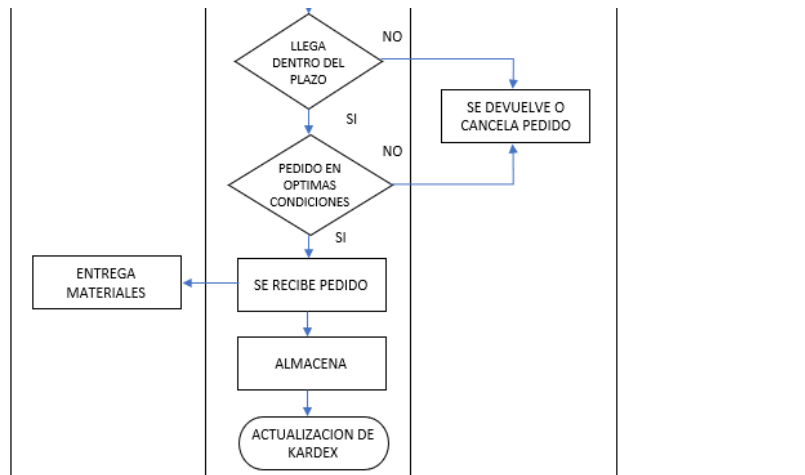 LLEGA
DENTRO DEL
PLAZO
NO
SE DEVUELVE O
CANCELA PEDIDO
SI
PEDIDO EN
OPTIMAS
CONDICIONES
NO
SI
ENTREGA
MATERIALES
SE RECIBE PEDIDO
ALMACENA
ACTUALIZACION DE
KARDEX